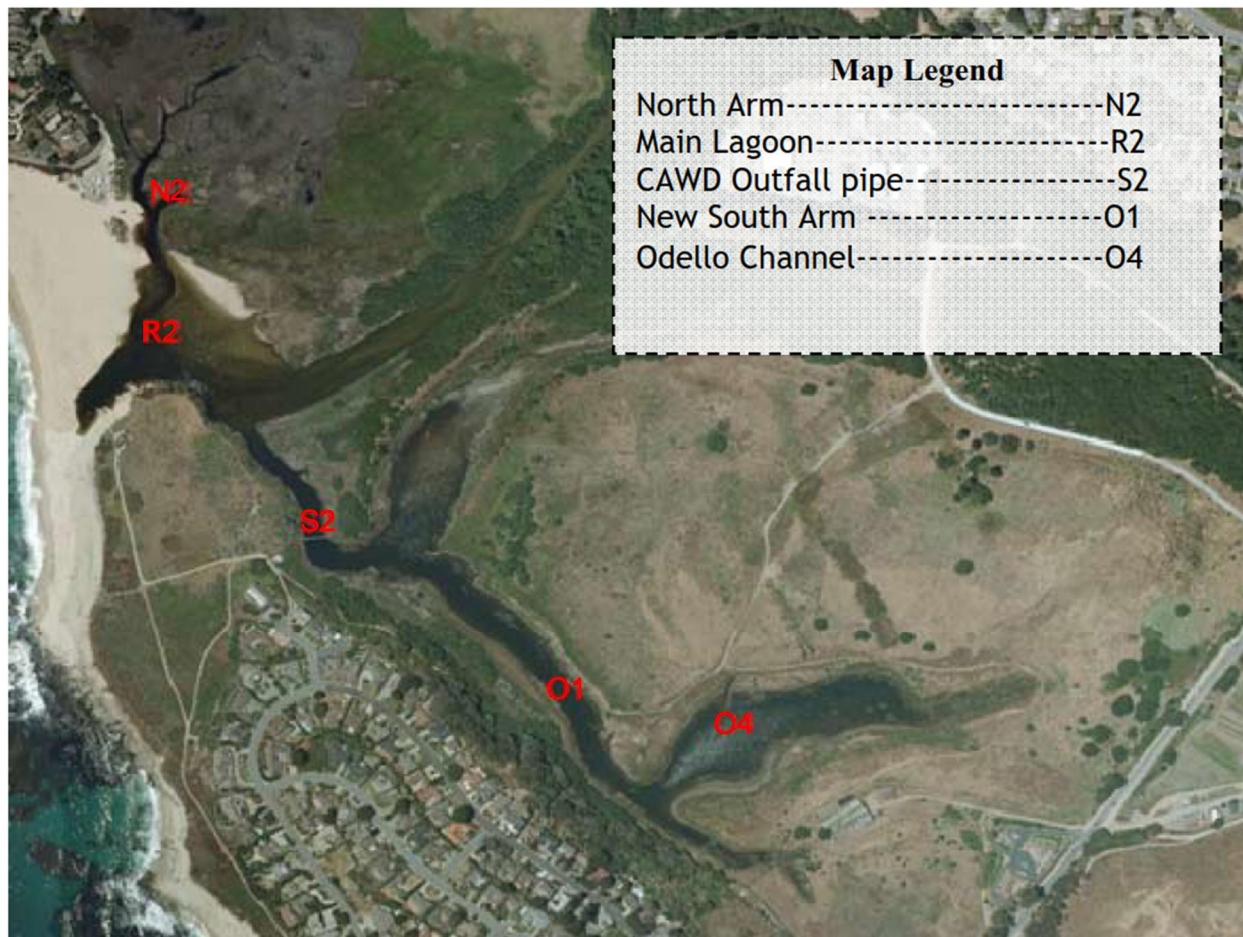 Map Legend
North Arm---------------------------N2
Main Lagoon-------------------------R2
CAWD Outfall pipe------------------S2
New South Arm --------------------O1
Odello Channel---------------------O4
N2
R2
S2
O1
O4